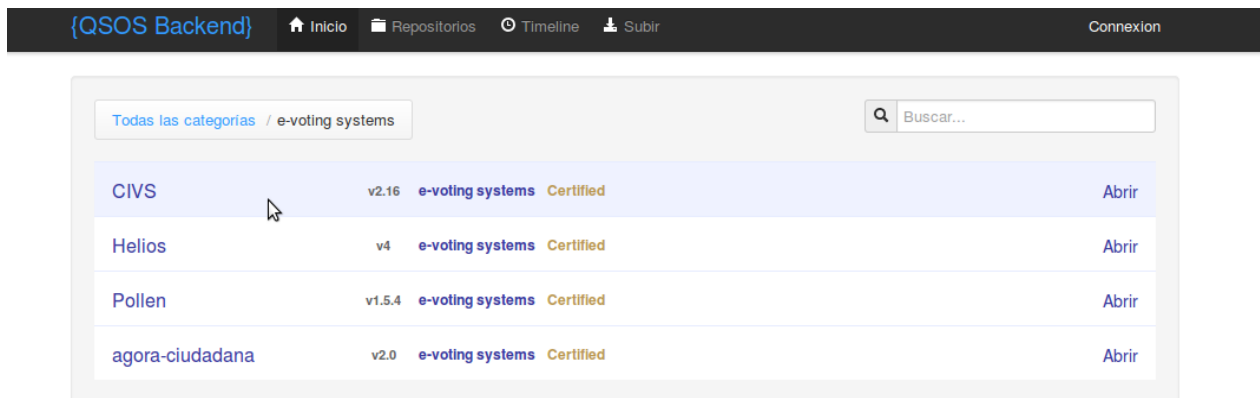 {QSOS Backend} Inicio Repositorios Timeline Subir Connexion
Todas las categorías / e-voting systems Buscar...
CIVS v2.16 e-voting systems Certified Abrir
Helios v4 e-voting systems Certified Abrir
Pollen v1.5.4 e-voting systems Certified Abrir
agora-ciudadana v2.0 e-voting systems Certified Abrir